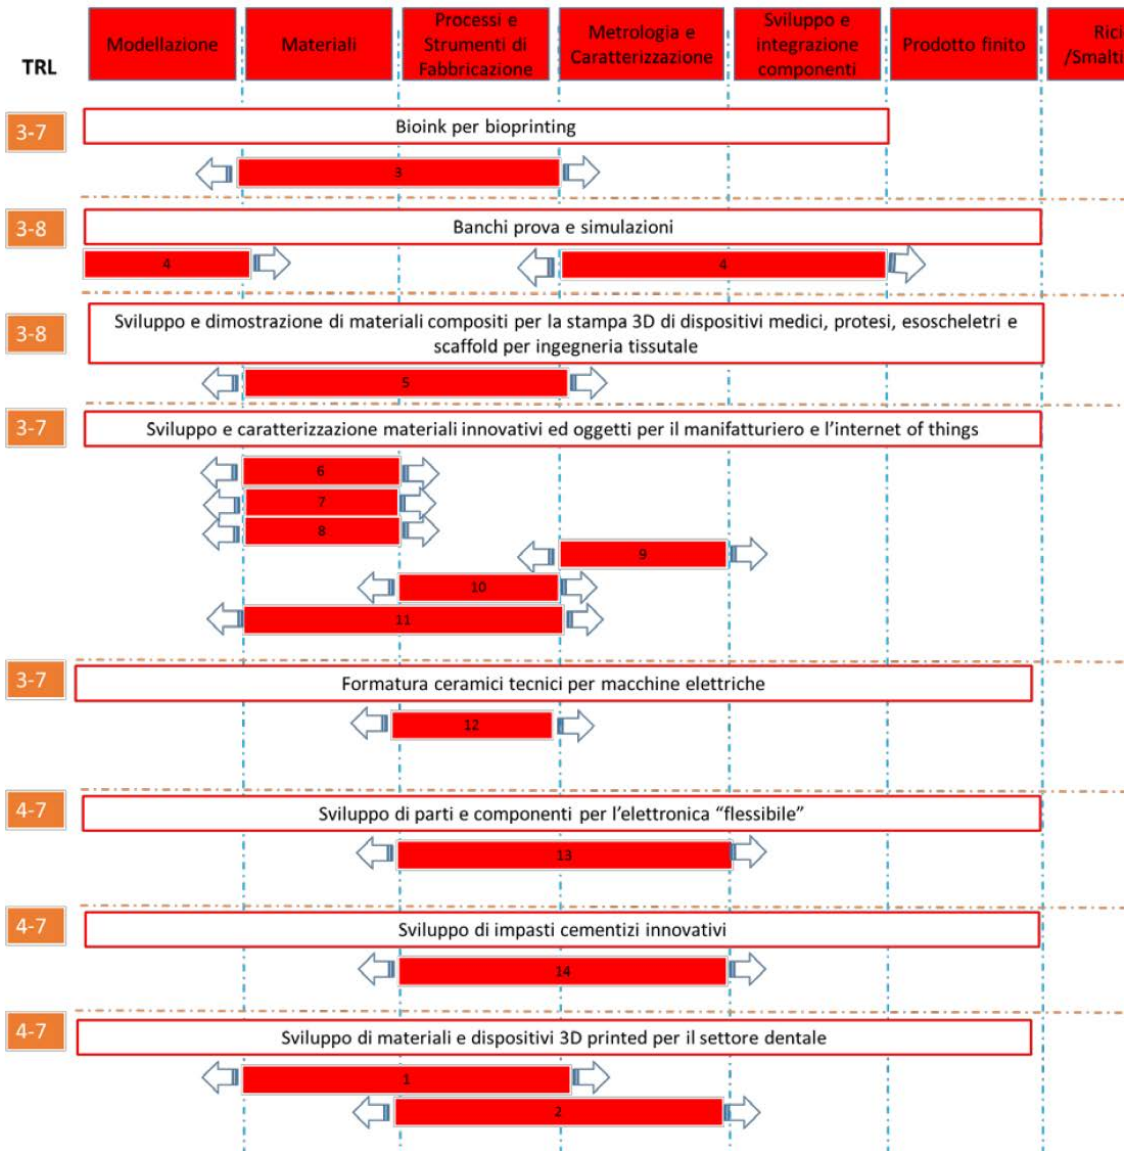 TRL
Modellazione
Materiali
Processi e
Strumenti di
Fabbricazione
Metrologia e
Caratterizzazione
Sviluppo e
integrazione
componenti
Prodotto finito
Rici
/Smalti
3-7
Bioink per bioprinting
3
3-8
Banchi prova e simulazioni
4
4
3-8
Sviluppo e dimostrazione di materiali compositi per la stampa 3D di dispositivi medici, protesi, esoscheletri e
scaffold per ingegneria tissutale
5
3-7
Sviluppo e caratterizzazione materiali innovativi ed oggetti per il manifatturiero e l'internet of things
6
7
8
9
10
11
3-7
Formatura ceramici tecnici per macchine elettriche
12
4-7
Sviluppo di parti e componenti per l'elettronica “flessibile”
13
4-7
Sviluppo di impasti cementizi innovativi
14
4-7
Sviluppo di materiali e dispositivi 3D printed per il settore dentale
1
2